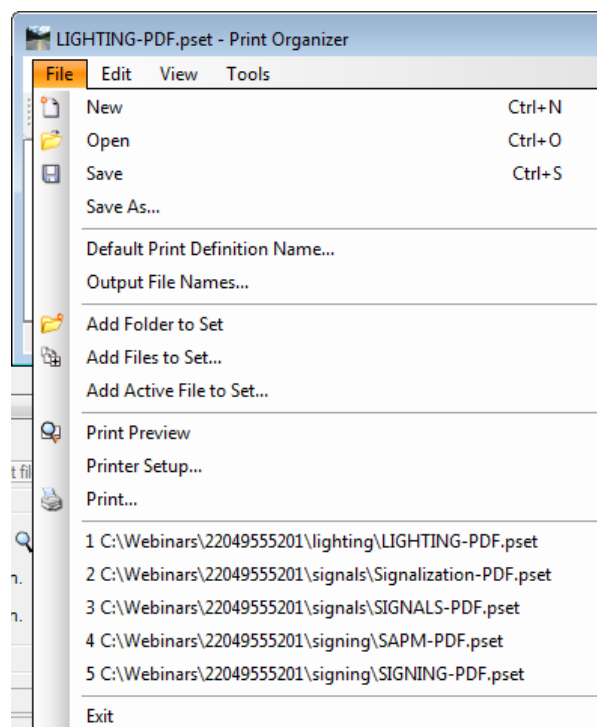 LIGHTING-PDF.pset - Print Organizer
File Edit View Tools
New Ctrl+N
Open Ctrl+O
Save Ctrl+S
Save As...
Default Print Definition Name...
Output File Names...
Add Folder to Set
Add Files to Set...
Add Active File to Set...
Print Preview
Printer Setup...
t fil
Print...
1 C:\Webinars\22049555201\lighting\LIGHTING-PDF.pset
2 C:\Webinars\22049555201\signals\Signalization-PDF.pset
n.
3 C:\Webinars\22049555201\signals\SIGNALS-PDF.pset
n.
4 C:\Webinars\22049555201\signing\SAPM-PDF.pset
5 C:\Webinars\22049555201\signing\SIGNING-PDF.pset
Exit